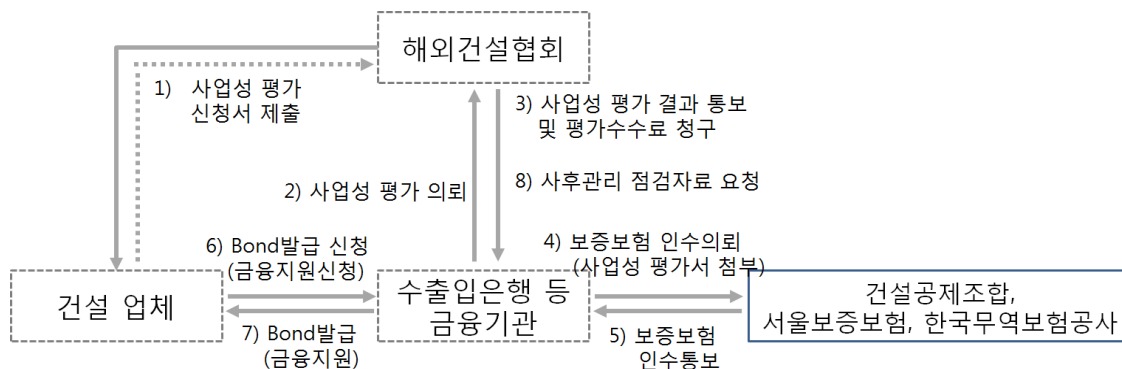 해외건설협회
1) 사업성 평가
신청서 제출
3) 사업성 평가 결과 통보
및 평가수수료 청구
2) 사업성 평가 의뢰
8) 사후관리 점검자료 요청
6) Bond발급 신청
(금융지원신청)
4) 보증보험 인수의뢰
(사업성 평가서 첨부)
건설 업체
수출입은행 등
금융기관
건설공제조합,
서울보증보험, 한국무역보험공사
7) Bond발급
(금융지원)
5) 보증보험
인수통보